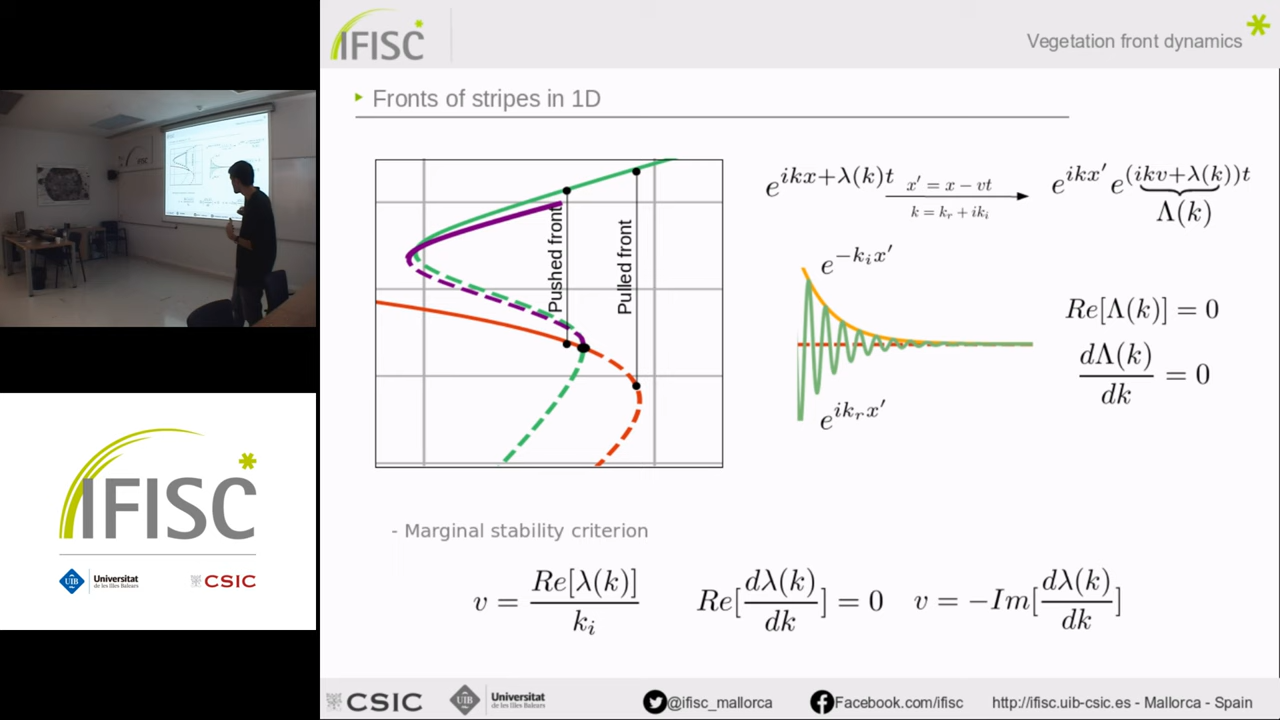 IFISC
Vegetation front dynamics
Fronts of stripes in 1D
Pushed front
Pulled front
e^{ikx+λ(k)t}
x' = x − vt
k = k_r + ik_i
e^{ikx'} e^{(ikv+λ(k))t}
Λ(k)
e^{−k_i x'}
e^{ik_r x'}
Re[Λ(k)] = 0
dΛ(k)/dk = 0
- Marginal stability criterion
v = Re[λ(k)]/k_i
Re[dλ(k)/dk] = 0
v = −Im[dλ(k)/dk]
IFISC
UIB Universitat
de les Illes Balears
CSIC
CSIC
UIB Universitat
de les Illes Balears
@ifisc_mallorca
Facebook.com/ifisc
http://ifisc.uib-csic.es - Mallorca - Spain